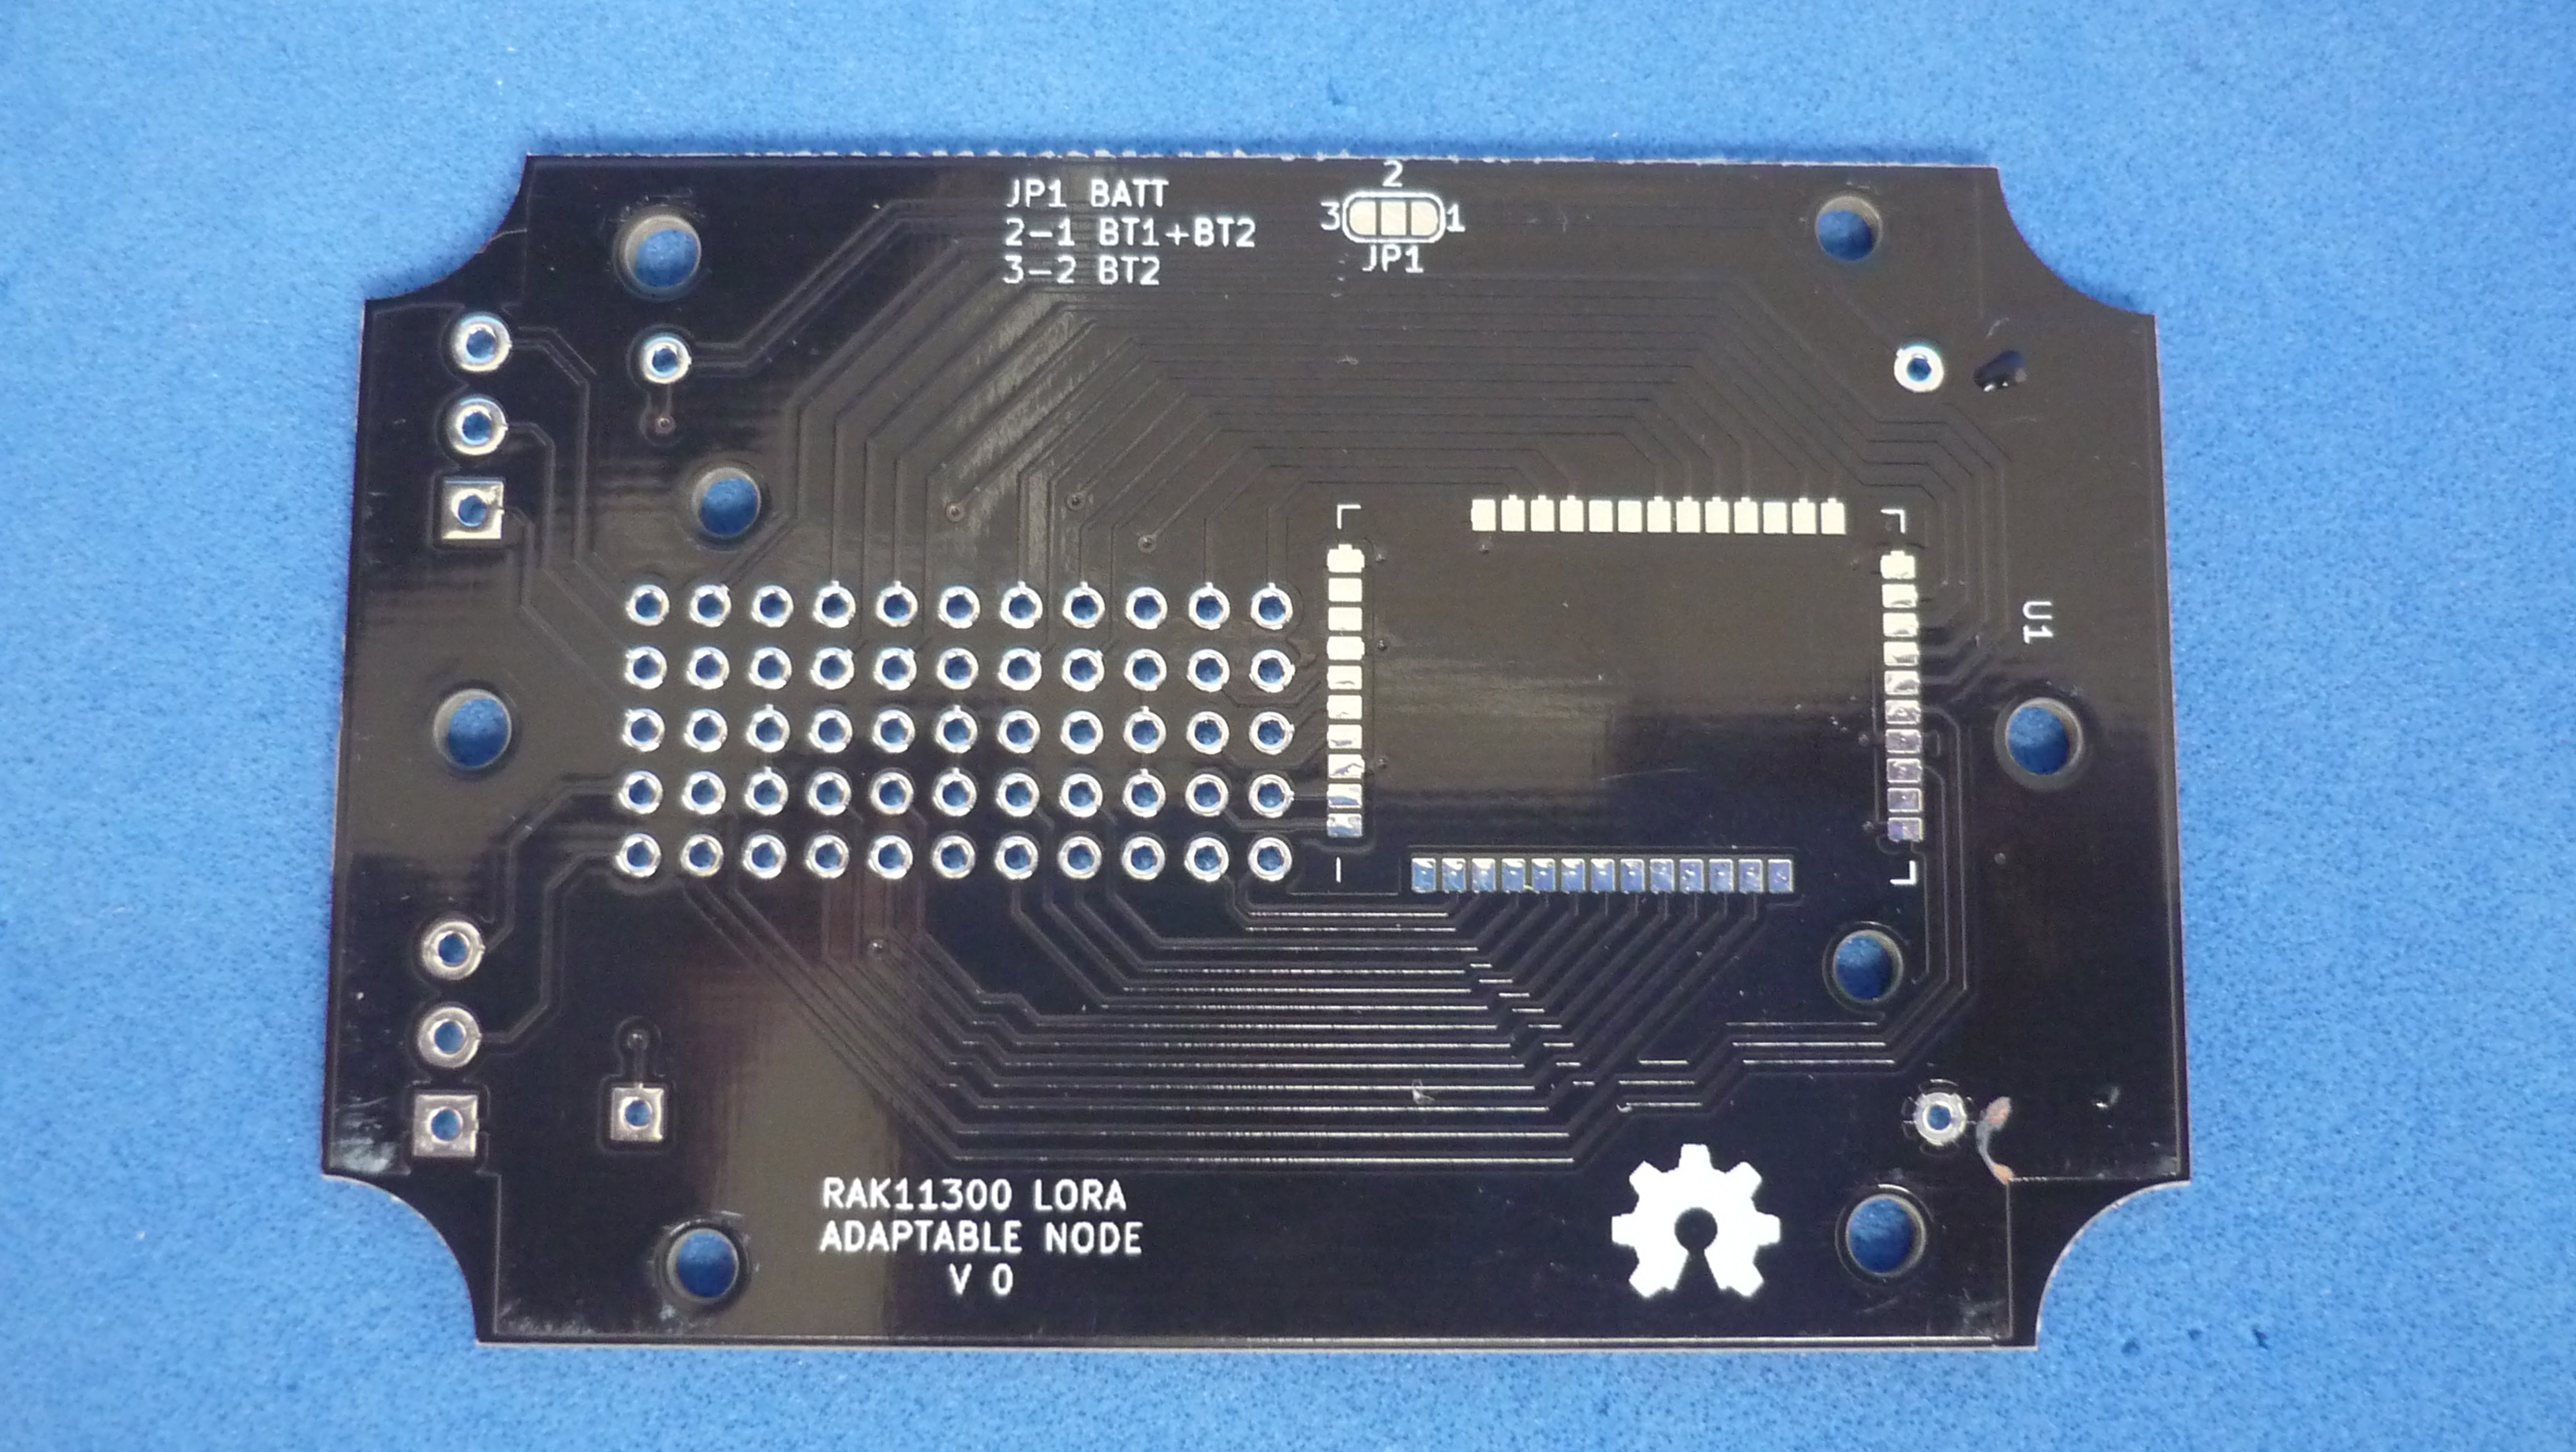 JP1 BATT
2-1 BT1+BT2
3-2 BT2
2
3 1
JP1
U1
RAK11300 LORA
ADAPTABLE NODE
V 0